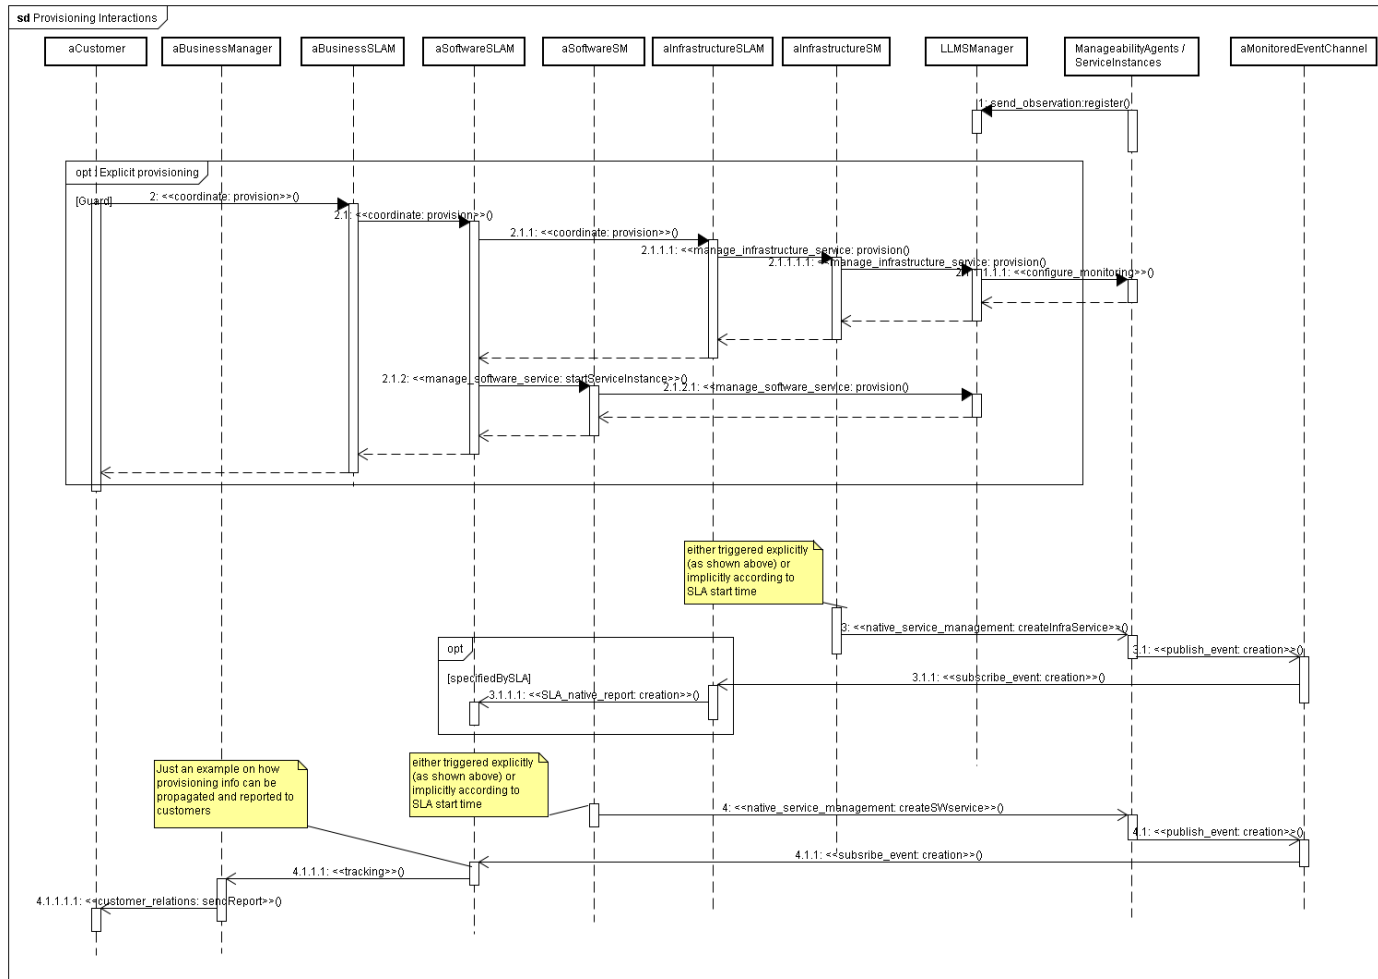 sd Provisioning Interactions
aCustomer
aBusinessManager
aBusinessSLAM
aSoftwareSLAM
aSoftwareSM
aInfrastructureSLAM
aInfrastructureSM
LLMSManager
ManageabilityAgents /
ServiceInstances
aMonitoredEventChannel
1: send_observation:register()
opt : Explicit provisioning
[Guard]
2: <<coordinate: provision>>()
2.1: <<coordinate: provision>>()
2.1.1: <<coordinate: provision>>()
2.1.1.1: <<manage_infrastructure_service: provision()
2.1.1.1.1: <<manage_infrastructure_service: provision()
2.1.1.1.1.1: <<configure_monitoring>>()
2.1.2: <<manage_software_service: startServiceInstance>>()
2.1.2.1: <<manage_software_service: provision()
either triggered explicitly
(as shown above) or
implicitly according to
SLA start time
3: <<native_service_management: createInfraService>>()
3.1: <<publish_event: creation>>()
opt
[specifiedBySLA]
3.1.1: <<subscribe_event: creation>>()
3.1.1.1: <<SLA_native_report: creation>>()
Just an example on how
provisioning info can be
propagated and reported to
customers
either triggered explicitly
(as shown above) or
implicitly according to
SLA start time
4: <<native_service_management: createSWservice>>()
4.1: <<publish_event: creation>>()
4.1.1: <<subsribe_event: creation>>()
4.1.1.1: <<tracking>>()
4.1.1.1.1: <<customer_relations: sendReport>>()